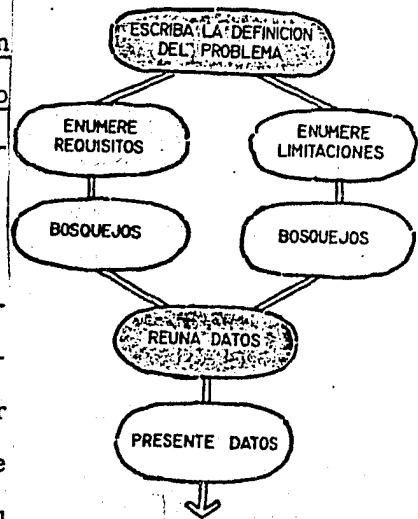 ESCRIBA LA DEFINICION
DEL PROBLEMA
n
o
ENUMERE
REQUISITOS
ENUMERE
LIMITACIONES
BOSQUEJOS
BOSQUEJOS
REUNA DATOS
r
PRESENTE DATOS
e